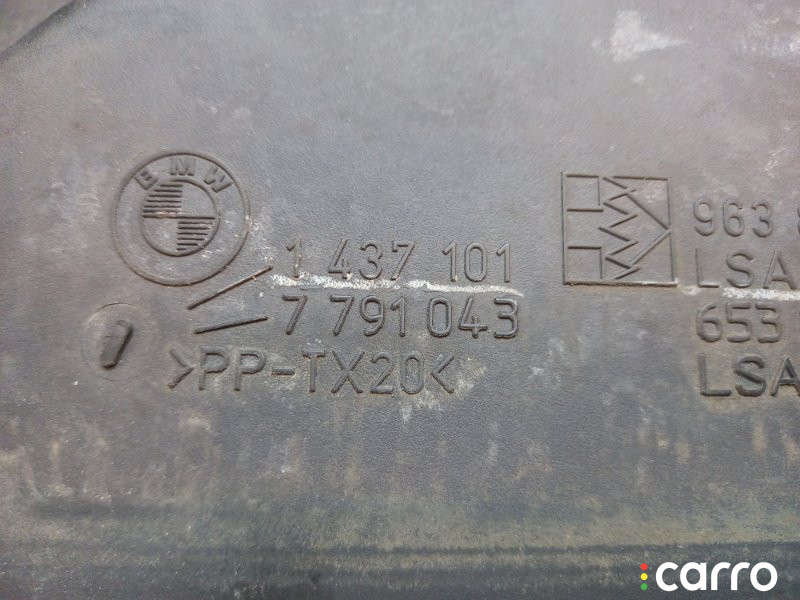 BMW
1 437 101
7 791 043
>PP-TX20<
963
LSA
653
LSA
carro